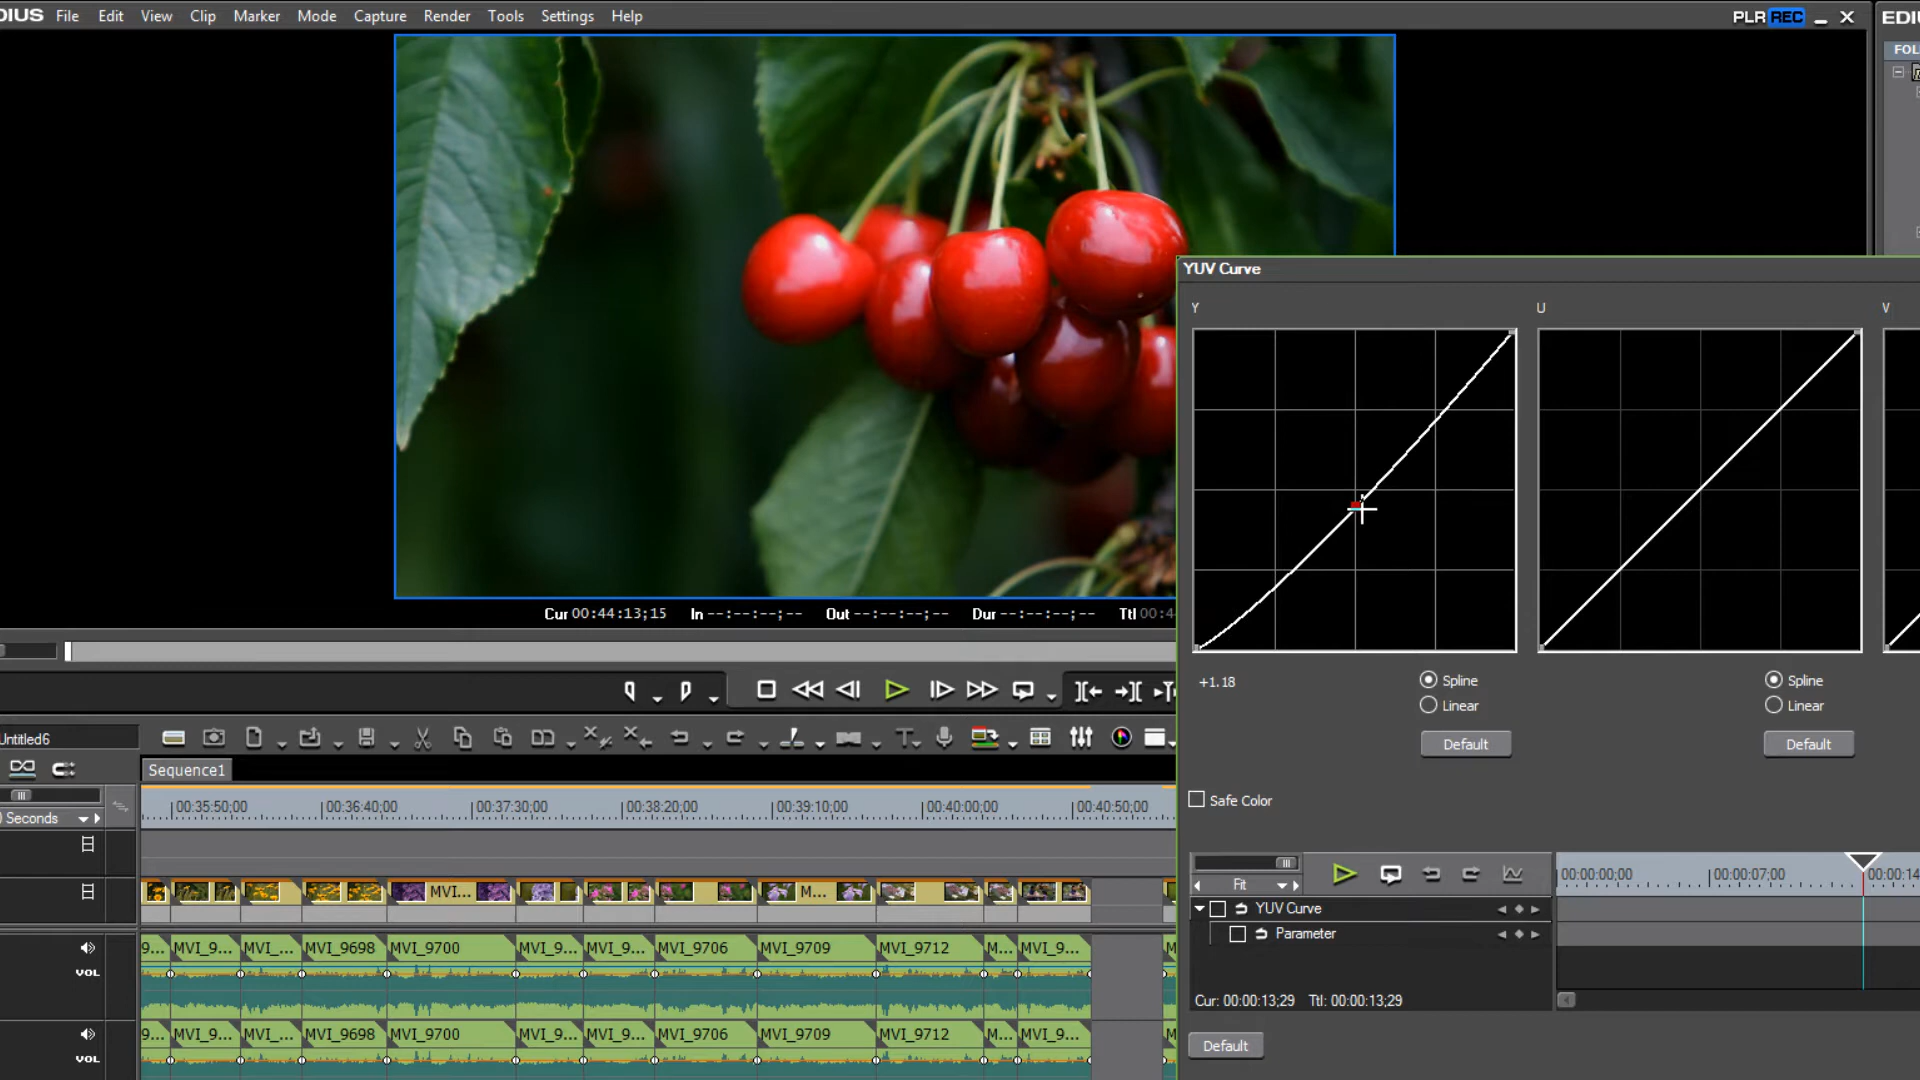 DIUS File Edit View Clip Marker Mode Capture Render Tools Settings Help
PLR REC
EDIU
FOL
YUV Curve
Y U V
Cur 00:44:13;15 In --:--:--;-- Out --:--:--;-- Dur --:--:--;-- Ttl 00:4
+1.18
Spline
Linear
Default
Spline
Linear
Default
Untitled6
Sequence1
Safe Color
Seconds
00:35:50;00 00:36:40;00 00:37:30;00 00:38:20;00 00:39:10;00 00:40:00;00 00:40:50;00
Fit
00:00:00;00 00:00:07;00 00:00:14
MVI... M...
YUV Curve
Parameter
9... MVI_9... MVI_... MVI_9698 MVI_9700 MVI_9... MVI_9... MVI_9706 MVI_9709 MVI_9712 M... MVI_9... M
VOL
Cur: 00:00:13;29 Ttl: 00:00:13;29
9... MVI_9... MVI_... MVI_9698 MVI_9700 MVI_9... MVI_9... MVI_9706 MVI_9709 MVI_9712 M... MVI_9... M
VOL
Default